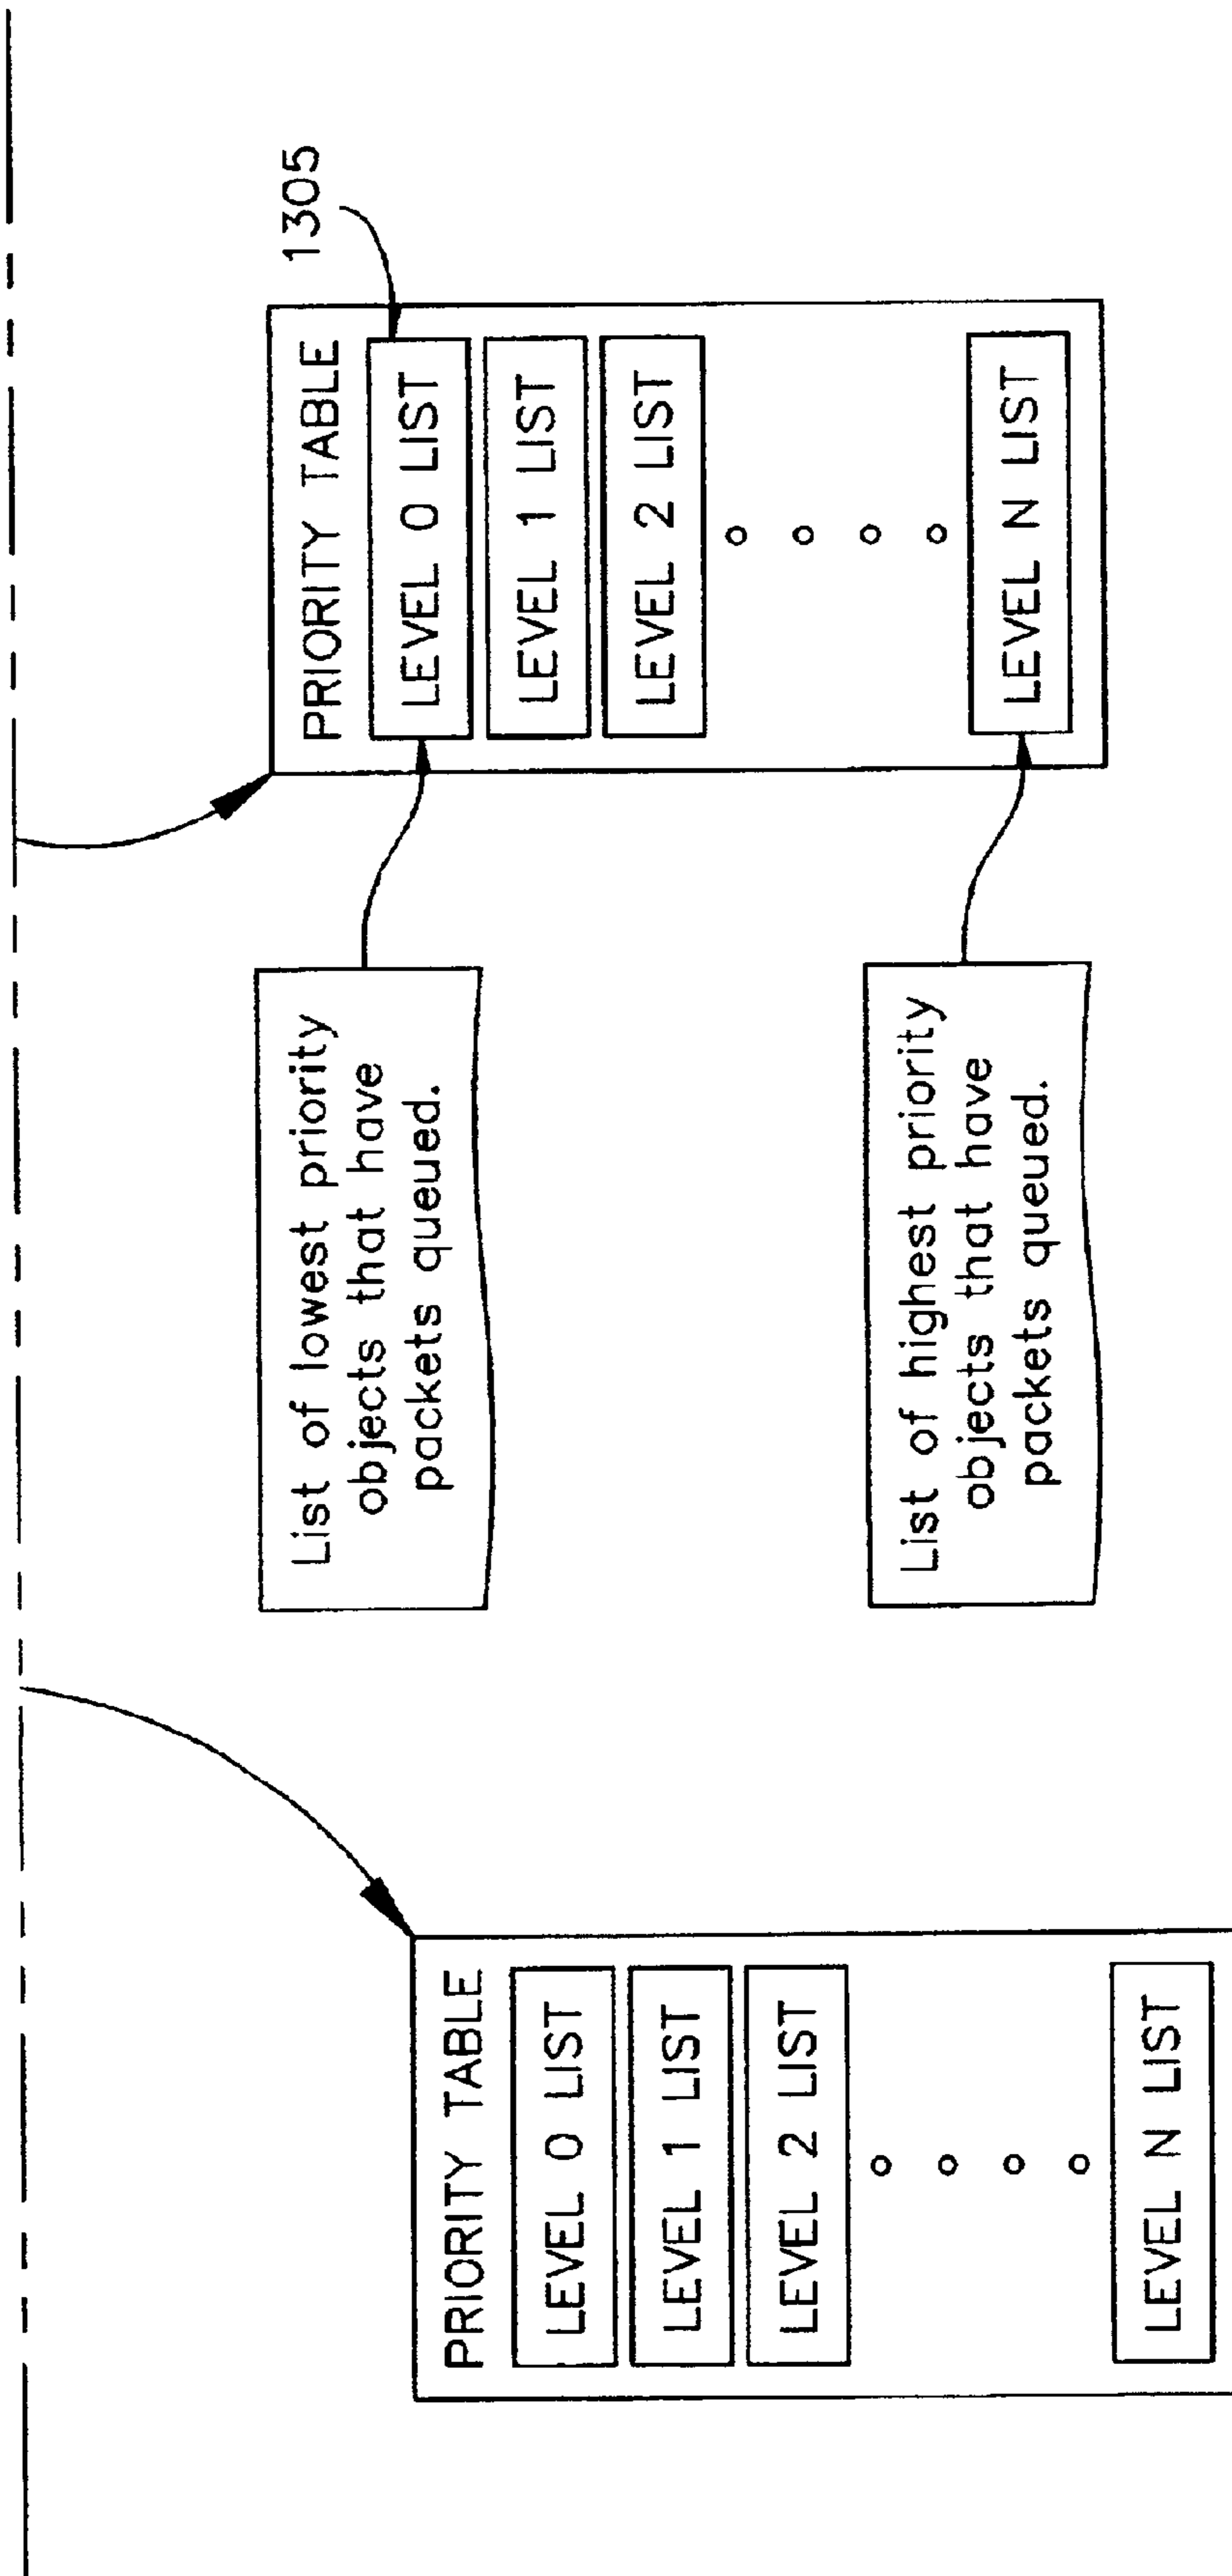 PRIORITY TABLE
LEVEL 0 LIST
LEVEL 1 LIST
LEVEL 2 LIST
LEVEL N LIST
List of lowest priority
objects that have
packets queued.
List of highest priority
objects that have
packets queued.
1305
PRIORITY TABLE
LEVEL 0 LIST
LEVEL 1 LIST
LEVEL 2 LIST
LEVEL N LIST